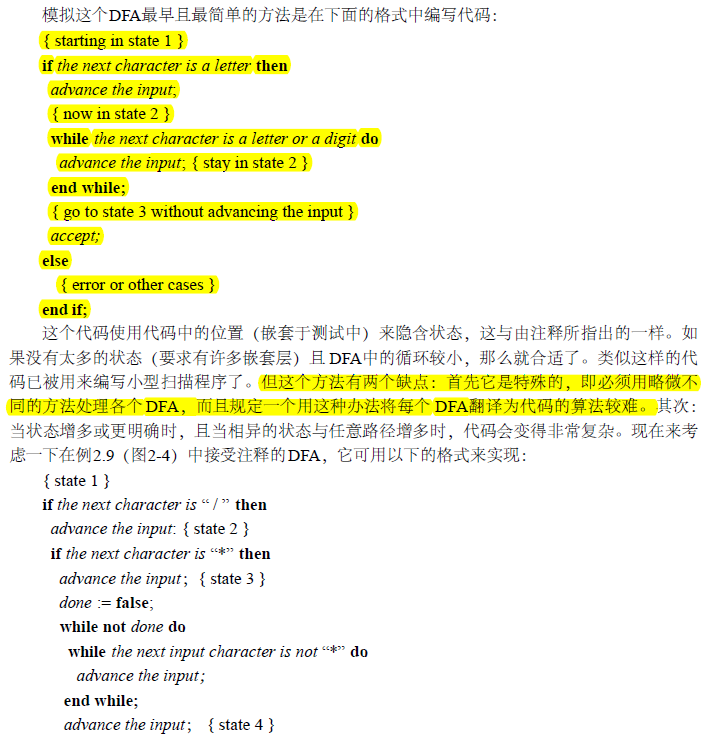 模拟这个DFA最早且最简单的方法是在下面的格式中编写代码：
{ starting in state 1 }
if the next character is a letter then
advance the input;
{ now in state 2 }
while the next character is a letter or a digit do
advance the input; { stay in state 2 }
end while;
{ go to state 3 without advancing the input }
accept;
else
{ error or other cases }
end if;
这个代码使用代码中的位置（嵌套于测试中）来隐含状态，这与由注释所指出的一样。如
果没有太多的状态（要求有许多嵌套层）且 DFA中的循环较小，那么就合适了。类似这样的代
码已被用来编写小型扫描程序了。但这个方法有两个缺点：首先它是特殊的，即必须用略微不
同的方法处理各个 DFA，而且规定一个用这种办法将每个 DFA翻译为代码的算法较难。其次：
当状态增多或更明确时，且当相异的状态与任意路径增多时，代码会变得非常复杂。现在来考
虑一下在例2.9（图2-4）中接受注释的DFA，它可用以下的格式来实现：
{ state 1 }
if the next character is “ / ” then
advance the input: { state 2 }
if the next character is “*” then
advance the input； { state 3 }
done := false;
while not done do
while the next input character is not “*” do
advance the input；
end while;
advance the input； { state 4 }